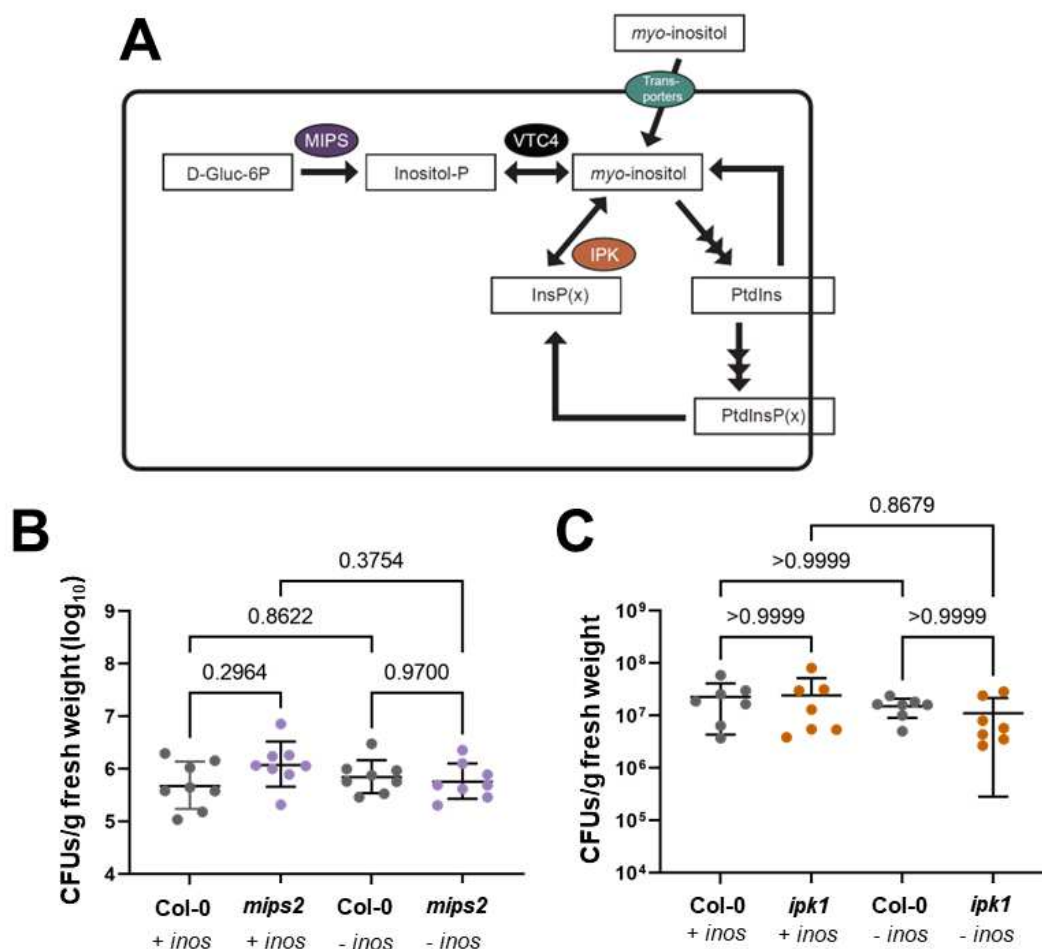 A
myo-inositol
Trans-
porters
MIPS
VTC4
D-Gluc-6P
Inositol-P
myo-inositol
IPK
InsP(x)
PtdIns
PtdInsP(x)
B
CFUs/g fresh weight (log10)
9
8
7
6
5
4
0.3754
0.8622
0.2964
0.9700
Col-0
mips2
Col-0
mips2
+ inos
+ inos
- inos
- inos
C
CFUs/g fresh weight
10⁹
10⁸
10⁷
10⁶
10⁵
10⁴
0.8679
>0.9999
>0.9999
>0.9999
Col-0
ipk1
Col-0
ipk1
+ inos
+ inos
- inos
- inos